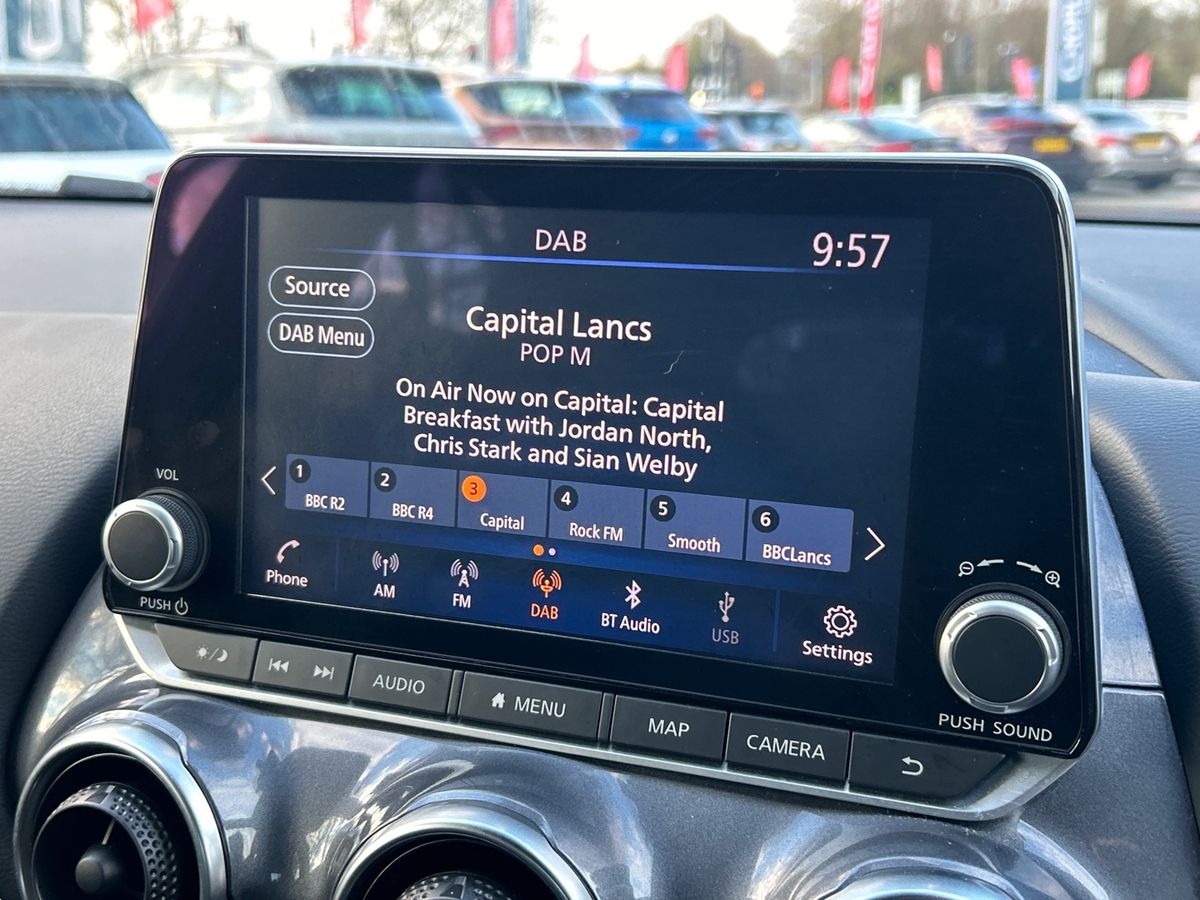 DAB
9:57
Source
DAB Menu
Capital Lancs
POP M
On Air Now on Capital: Capital
Breakfast with Jordan North,
Chris Stark and Sian Welby
1 BBC R2
2 BBC R4
3 Capital
4 Rock FM
5 Smooth
6 BBCLancs
Phone
AM
FM
DAB
BT Audio
USB
Settings
VOL
PUSH
AUDIO
MENU
MAP
CAMERA
PUSH SOUND